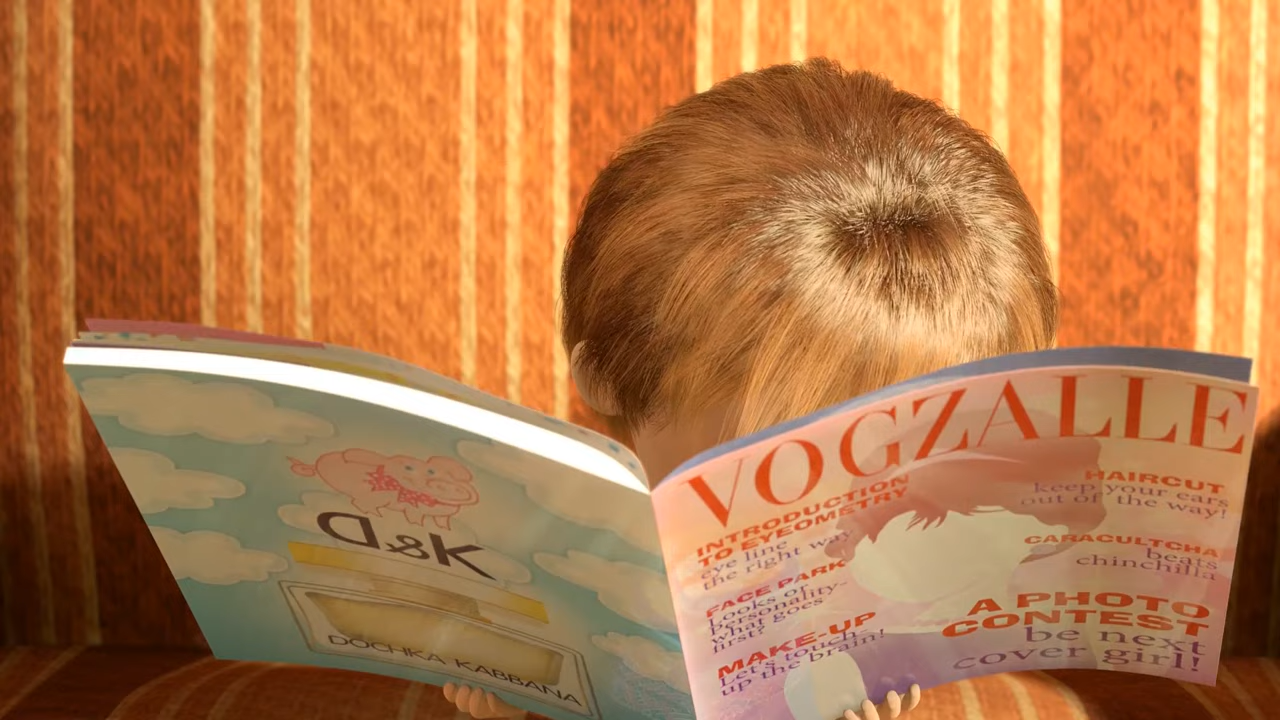 D&K
DOCHKA KABBANA
VOGZALLE
INTRODUCTION
TO EYEOMETRY
eye line
the right way
FACE PARK
Looks or
personality-
what goes
first?
MAKE-UP
Let's touch-
up the brain!
HAIRCUT
keep your ears
out of the way!
CARACULTCHA
beats
chinchilla
A PHOTO
CONTEST
be next
cover girl!